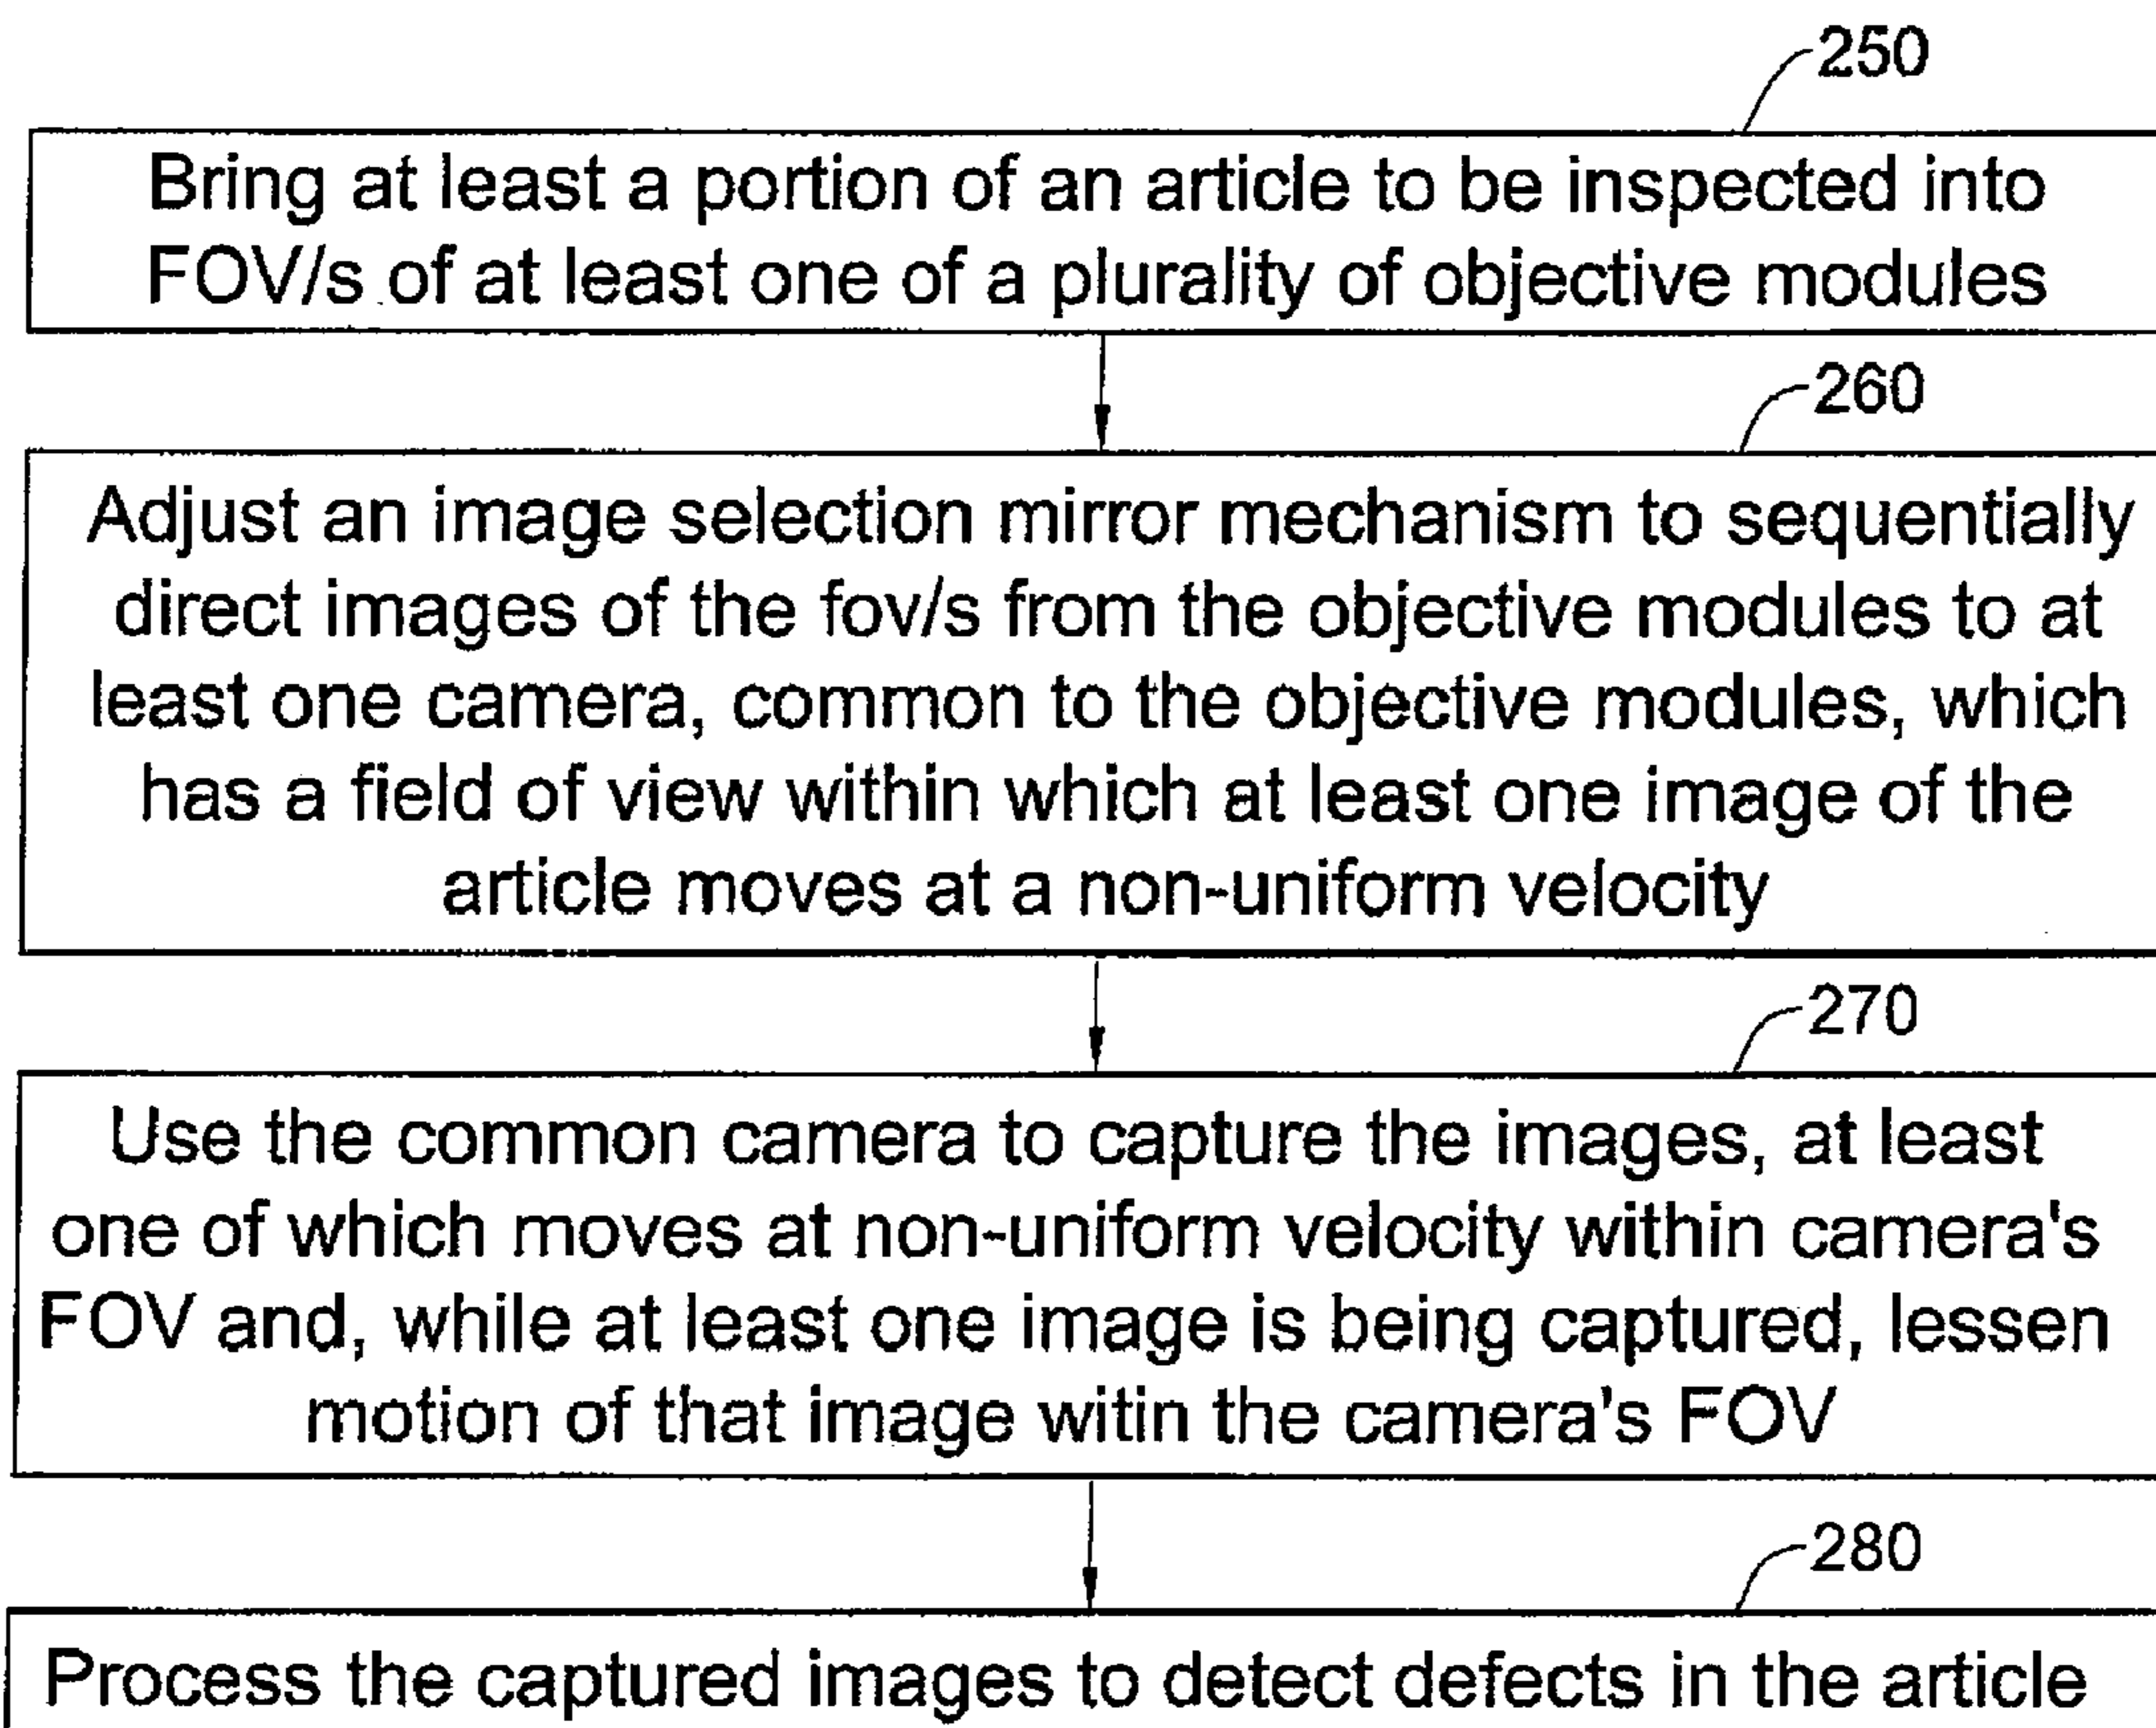 250
Bring at least a portion of an article to be inspected into
FOV/s of at least one of a plurality of objective modules
260
Adjust an image selection mirror mechanism to sequentially
direct images of the fov/s from the objective modules to at
least one camera, common to the objective modules, which
has a field of view within which at least one image of the
article moves at a non-uniform velocity
270
Use the common camera to capture the images, at least
one of which moves at non-uniform velocity within camera's
FOV and, while at least one image is being captured, lessen
motion of that image witin the camera's FOV
280
Process the captured images to detect defects in the article